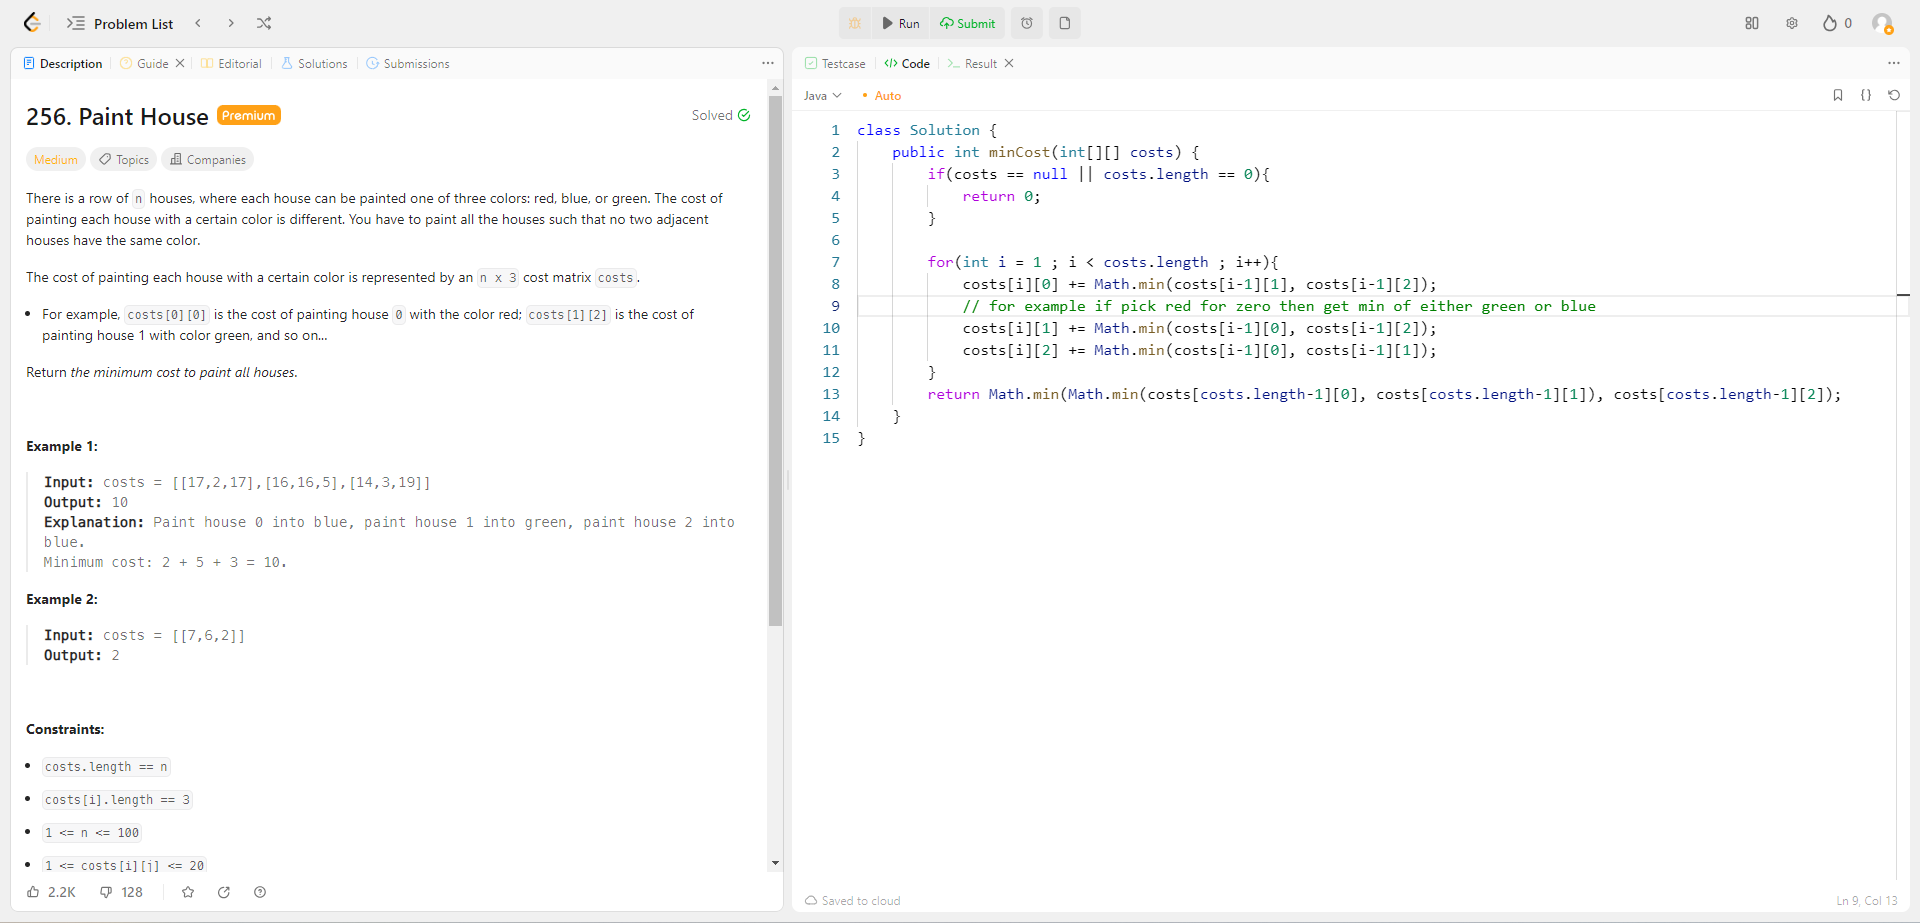 Problem List
Run
Submit
0
Description
Guide
Editorial
Solutions
Submissions
256. Paint House
Premium
Solved
Medium
Topics
Companies
There is a row of n houses, where each house can be painted one of three colors: red, blue, or green. The cost of
painting each house with a certain color is different. You have to paint all the houses such that no two adjacent
houses have the same color.
The cost of painting each house with a certain color is represented by an n x 3 cost matrix costs.
• For example, costs[0][0] is the cost of painting house 0 with the color red; costs[1][2] is the cost of
painting house 1 with color green, and so on...
Return the minimum cost to paint all houses.
Example 1:
Input: costs = [[17,2,17],[16,16,5],[14,3,19]]
Output: 10
Explanation: Paint house 0 into blue, paint house 1 into green, paint house 2 into
blue.
Minimum cost: 2 + 5 + 3 = 10.
Example 2:
Input: costs = [[7,6,2]]
Output: 2
Constraints:
• costs.length == n
• costs[i].length == 3
• 1 <= n <= 100
• 1 <= costs[i][j] <= 20
2.2K
128
Testcase
</> Code
>_ Result
Java
• Auto
{}
1 class Solution {
2 public int minCost(int[][] costs) {
3 if(costs == null || costs.length == 0){
4 return 0;
5 }
6
7 for(int i = 1 ; i < costs.length ; i++){
8 costs[i][0] += Math.min(costs[i-1][1], costs[i-1][2]);
9 // for example if pick red for zero then get min of either green or blue
10 costs[i][1] += Math.min(costs[i-1][0], costs[i-1][2]);
11 costs[i][2] += Math.min(costs[i-1][0], costs[i-1][1]);
12 }
13 return Math.min(Math.min(costs[costs.length-1][0], costs[costs.length-1][1]), costs[costs.length-1][2]);
14 }
15 }
Saved to cloud
Ln 9, Col 13